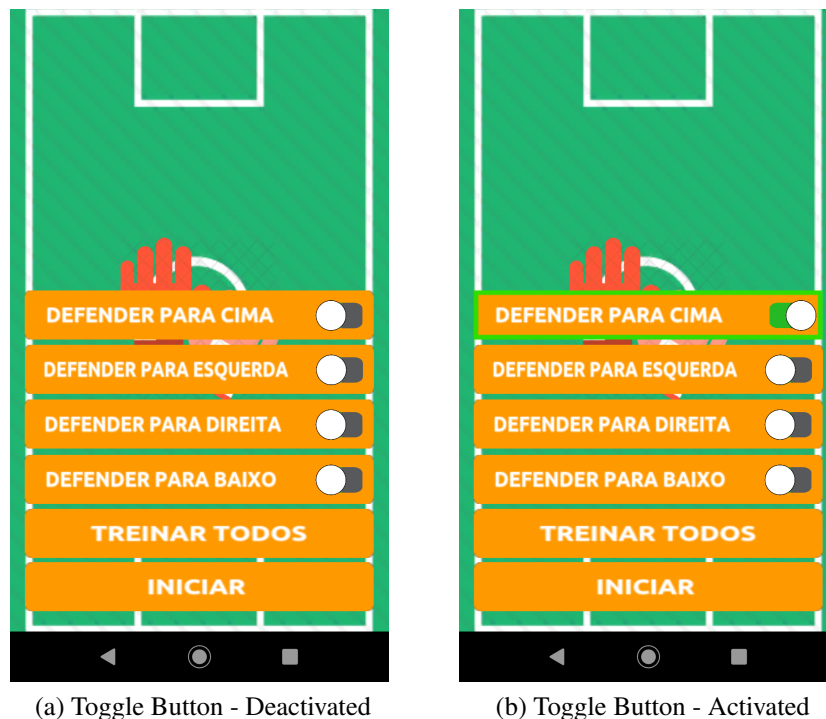 DEFENDER PARA CIMA
DEFENDER PARA ESQUERDA
DEFENDER PARA DIREITA
DEFENDER PARA BAIXO
TREINAR TODOS
INICIAR
(a) Toggle Button - Deactivated
DEFENDER PARA CIMA
DEFENDER PARA ESQUERDA
DEFENDER PARA DIREITA
DEFENDER PARA BAIXO
TREINAR TODOS
INICIAR
(b) Toggle Button - Activated